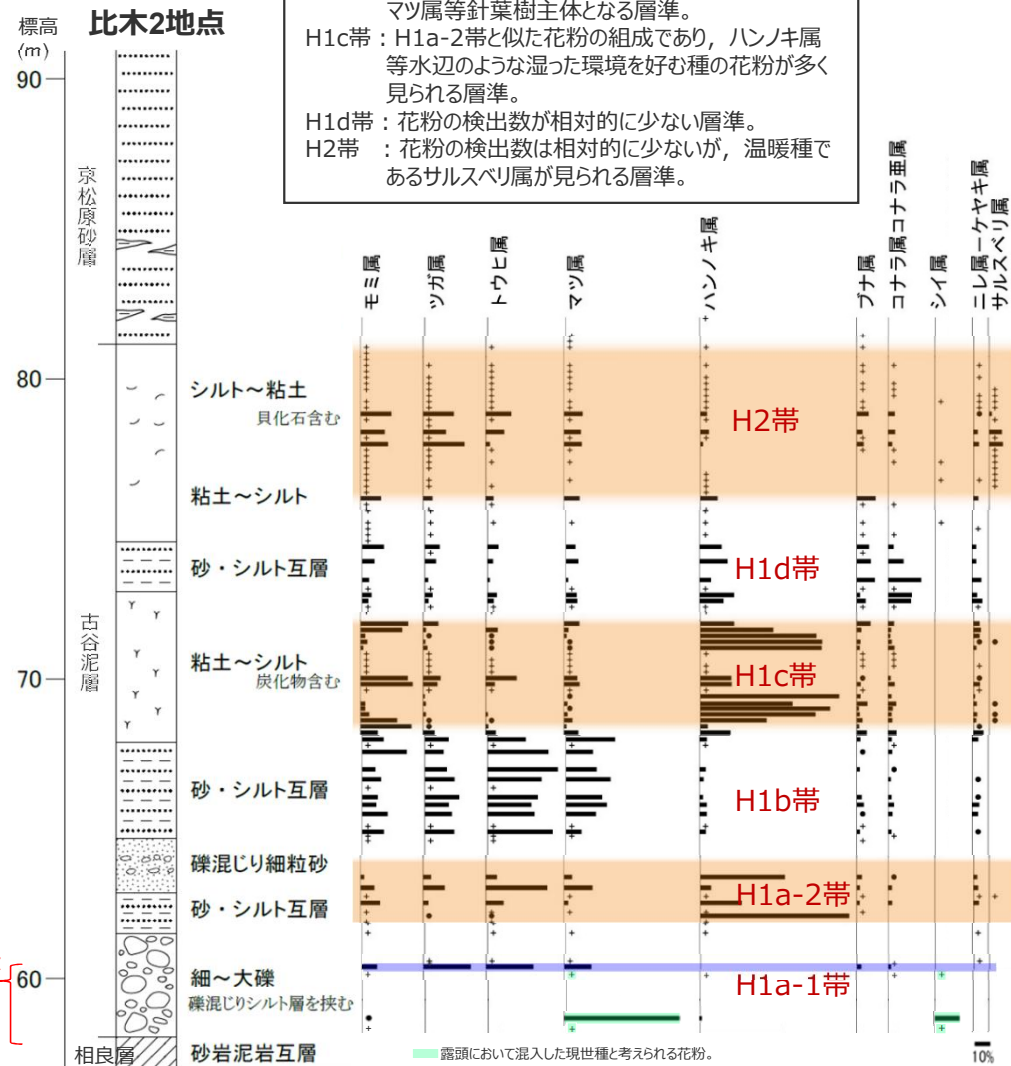 標高
(m)
比木2地点
マツ属等針葉樹主体となる層準。
H1c帯：H1a-2帯と似た花粉の組成であり，ハンノキ属
等水辺のような湿った環境を好む種の花粉が多く
見られる層準。
H1d帯：花粉の検出数が相対的に少ない層準。
H2帯　：花粉の検出数は相対的に少ないが，温暖種で
あるサルスベリ属が見られる層準。
90
80
70
60
京松原砂層
古谷泥層
相良層
モミ属
ツガ属
トウヒ属
マツ属
ハンノキ属
ブナ属
コナラ属コナラ亜属
シイ属
ニレ属－ケヤキ属
サルスベリ属
シルト～粘土
貝化石含む
粘土～シルト
砂・シルト互層
粘土～シルト
炭化物含む
砂・シルト互層
礫混じり細粒砂
砂・シルト互層
細～大礫
礫混じりシルト層を挟む
砂岩泥岩互層
H2帯
H1d帯
H1c帯
H1b帯
H1a-2帯
H1a-1帯
露頭において混入した現世種と考えられる花粉。
10%